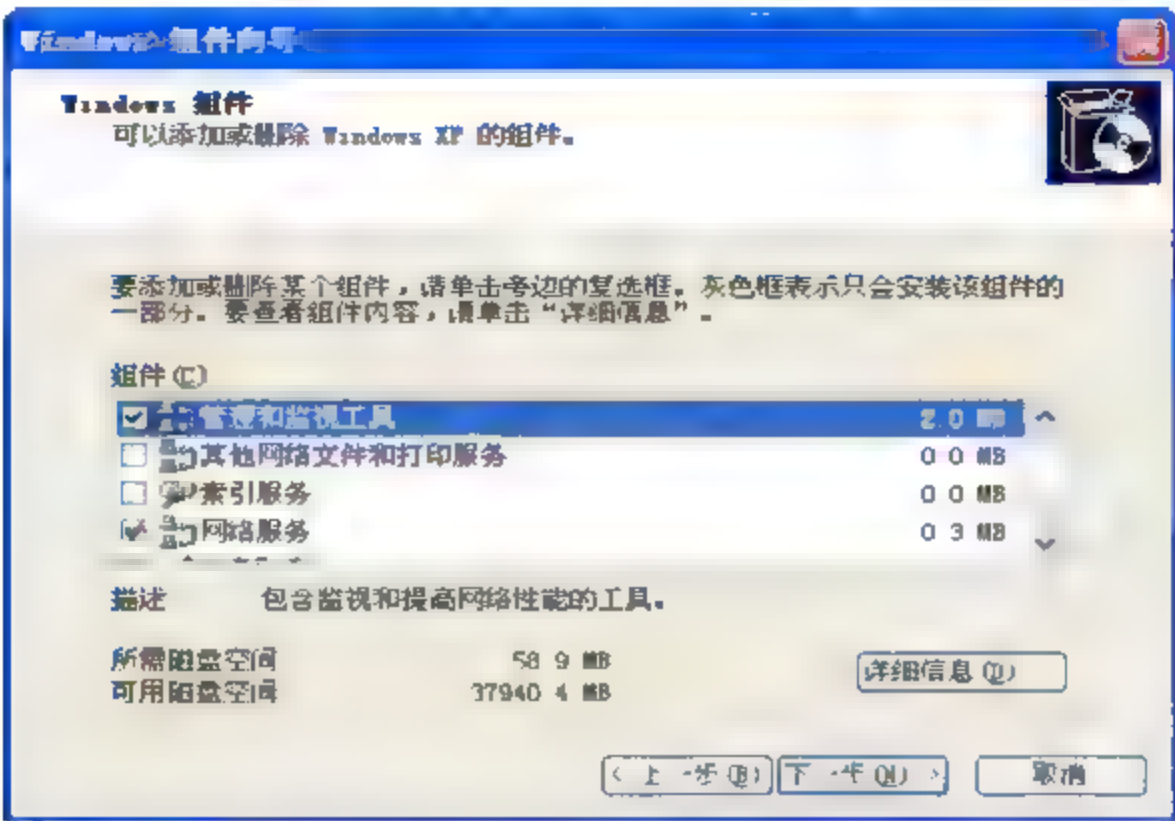 Windows 组件向导
Windows 组件
可以添加或删除 Windows XP 的组件。
要添加或删除某个组件，请单击旁边的复选框。灰色框表示只会安装该组件的
一部分。要查看组件内容，请单击“详细信息”。
组件(C)
管理和监视工具 2.0 MB
其他网络文件和打印服务 0.0 MB
索引服务 0.0 MB
网络服务 0.3 MB
描述 包含监视和提高网络性能的工具。
所需磁盘空间 58.9 MB
可用磁盘空间 37940.4 MB
详细信息(D)
< 上一步(B) 下一步(N) > 取消